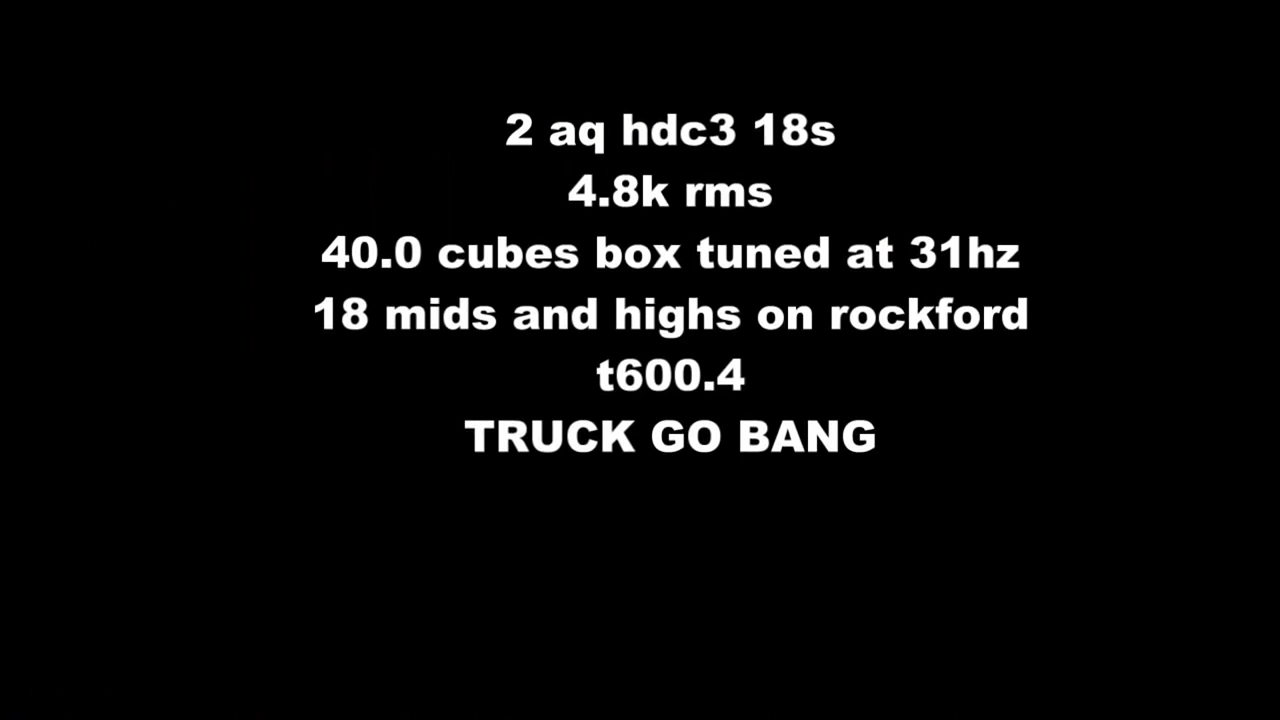 2 aq hdc3 18s
4.8k rms
40.0 cubes box tuned at 31hz
18 mids and highs on rockford
t600.4
TRUCK GO BANG